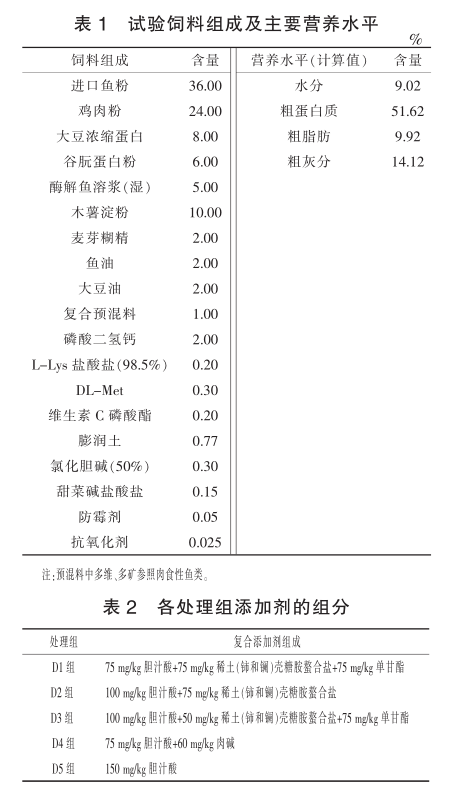 表 1 试验饲料组成及主要营养水平
%
饲料组成 含量 营养水平(计算值) 含量
进口鱼粉 36.00 水分 9.02
鸡肉粉 24.00 粗蛋白质 51.62
大豆浓缩蛋白 8.00 粗脂肪 9.92
谷朊蛋白粉 6.00 粗灰分 14.12
酶解鱼溶浆(湿) 5.00
木薯淀粉 10.00
麦芽糊精 2.00
鱼油 2.00
大豆油 2.00
复合预混料 1.00
磷酸二氢钙 2.00
L-Lys 盐酸盐(98.5%) 0.20
DL-Met 0.30
维生素 C 磷酸酯 0.20
膨润土 0.77
氯化胆碱(50%) 0.30
甜菜碱盐酸盐 0.15
防霉剂 0.05
抗氧化剂 0.025
注:预混料中多维、多矿参照肉食性鱼类。
表 2 各处理组添加剂的组分
处理组 复合添加剂组成
D1 组 75 mg/kg 胆汁酸+75 mg/kg 稀土(铈和镧)壳糖胺螯合盐+75 mg/kg 单甘酯
D2 组 100 mg/kg 胆汁酸+75 mg/kg 稀土(铈和镧)壳糖胺螯合盐
D3 组 100 mg/kg 胆汁酸+50 mg/kg 稀土(铈和镧)壳糖胺螯合盐+75 mg/kg 单甘酯
D4 组 75 mg/kg 胆汁酸+60 mg/kg 肉碱
D5 组 150 mg/kg 胆汁酸